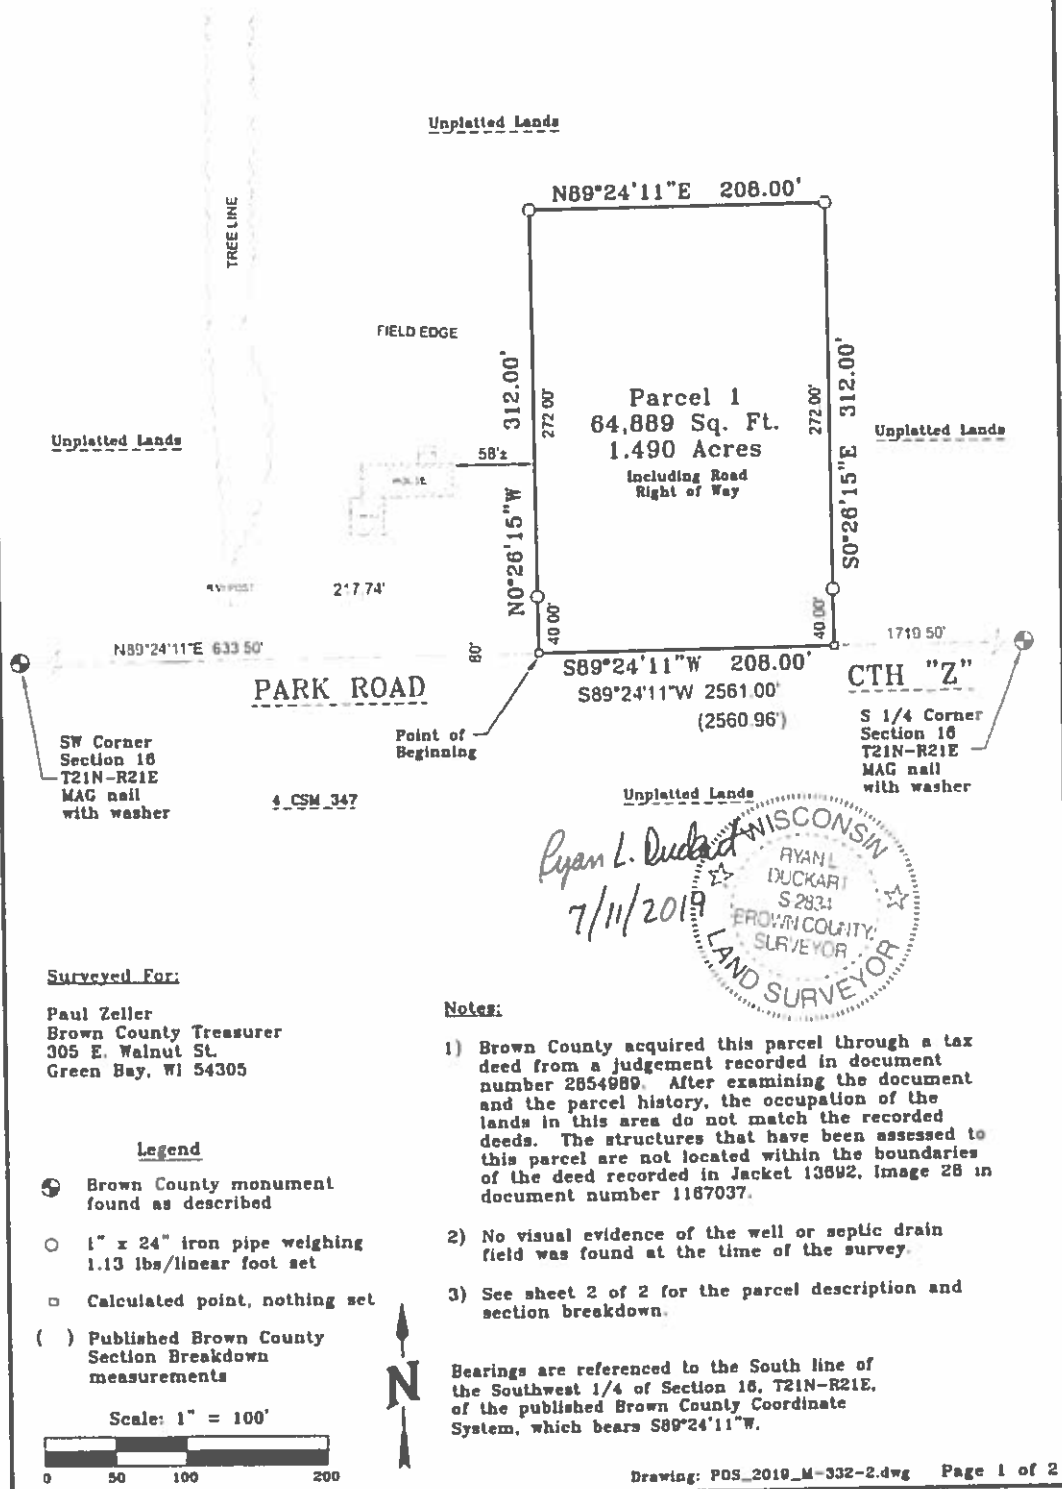 Unplatted Lands
N89°24'11"E 208.00'
TREE LINE
FIELD EDGE
312.00'
272.00'
N0°26'15"W
Parcel 1
64,889 Sq. Ft.
1.490 Acres
Including Road
Right of Way
272.00'
312.00'
S0°26'15"E
Unplatted Lands
Unplatted Lands
58'±
217.74'
N89°24'11"E 633.50'
60'
40.00'
40.00'
1719.50'
S89°24'11"W 208.00'
S89°24'11"W 2561.00'
(2560.96')
PARK ROAD
CTH "Z"
Point of
Beginning
SW Corner
Section 16
T21N-R21E
MAG nail
with washer
S 1/4 Corner
Section 16
T21N-R21E
MAG nail
with washer
4 CSM 347
Unplatted Lands
Ryan L. Duckart
7/11/2019
WISCONSIN
RYAN L
DUCKART
S 2834
BROWN COUNTY
SURVEYOR
LAND SURVEYOR
Surveyed For:
Paul Zeller
Brown County Treasurer
305 E. Walnut St.
Green Bay, WI 54305
Legend
Brown County monument
found as described
1" x 24" iron pipe weighing
1.13 lbs/linear foot set
Calculated point, nothing set
( ) Published Brown County
Section Breakdown
measurements
Scale: 1" = 100'
0 50 100 200
N
Notes:
1) Brown County acquired this parcel through a tax
deed from a judgement recorded in document
number 2854989. After examining the document
and the parcel history, the occupation of the
lands in this area do not match the recorded
deeds. The structures that have been assessed to
this parcel are not located within the boundaries
of the deed recorded in Jacket 13692, Image 26 in
document number 1167037.
2) No visual evidence of the well or septic drain
field was found at the time of the survey.
3) See sheet 2 of 2 for the parcel description and
section breakdown.
Bearings are referenced to the South line of
the Southwest 1/4 of Section 16, T21N-R21E,
of the published Brown County Coordinate
System, which bears S89°24'11"W.
Drawing: POS_2019_M-332-2.dwg Page 1 of 2